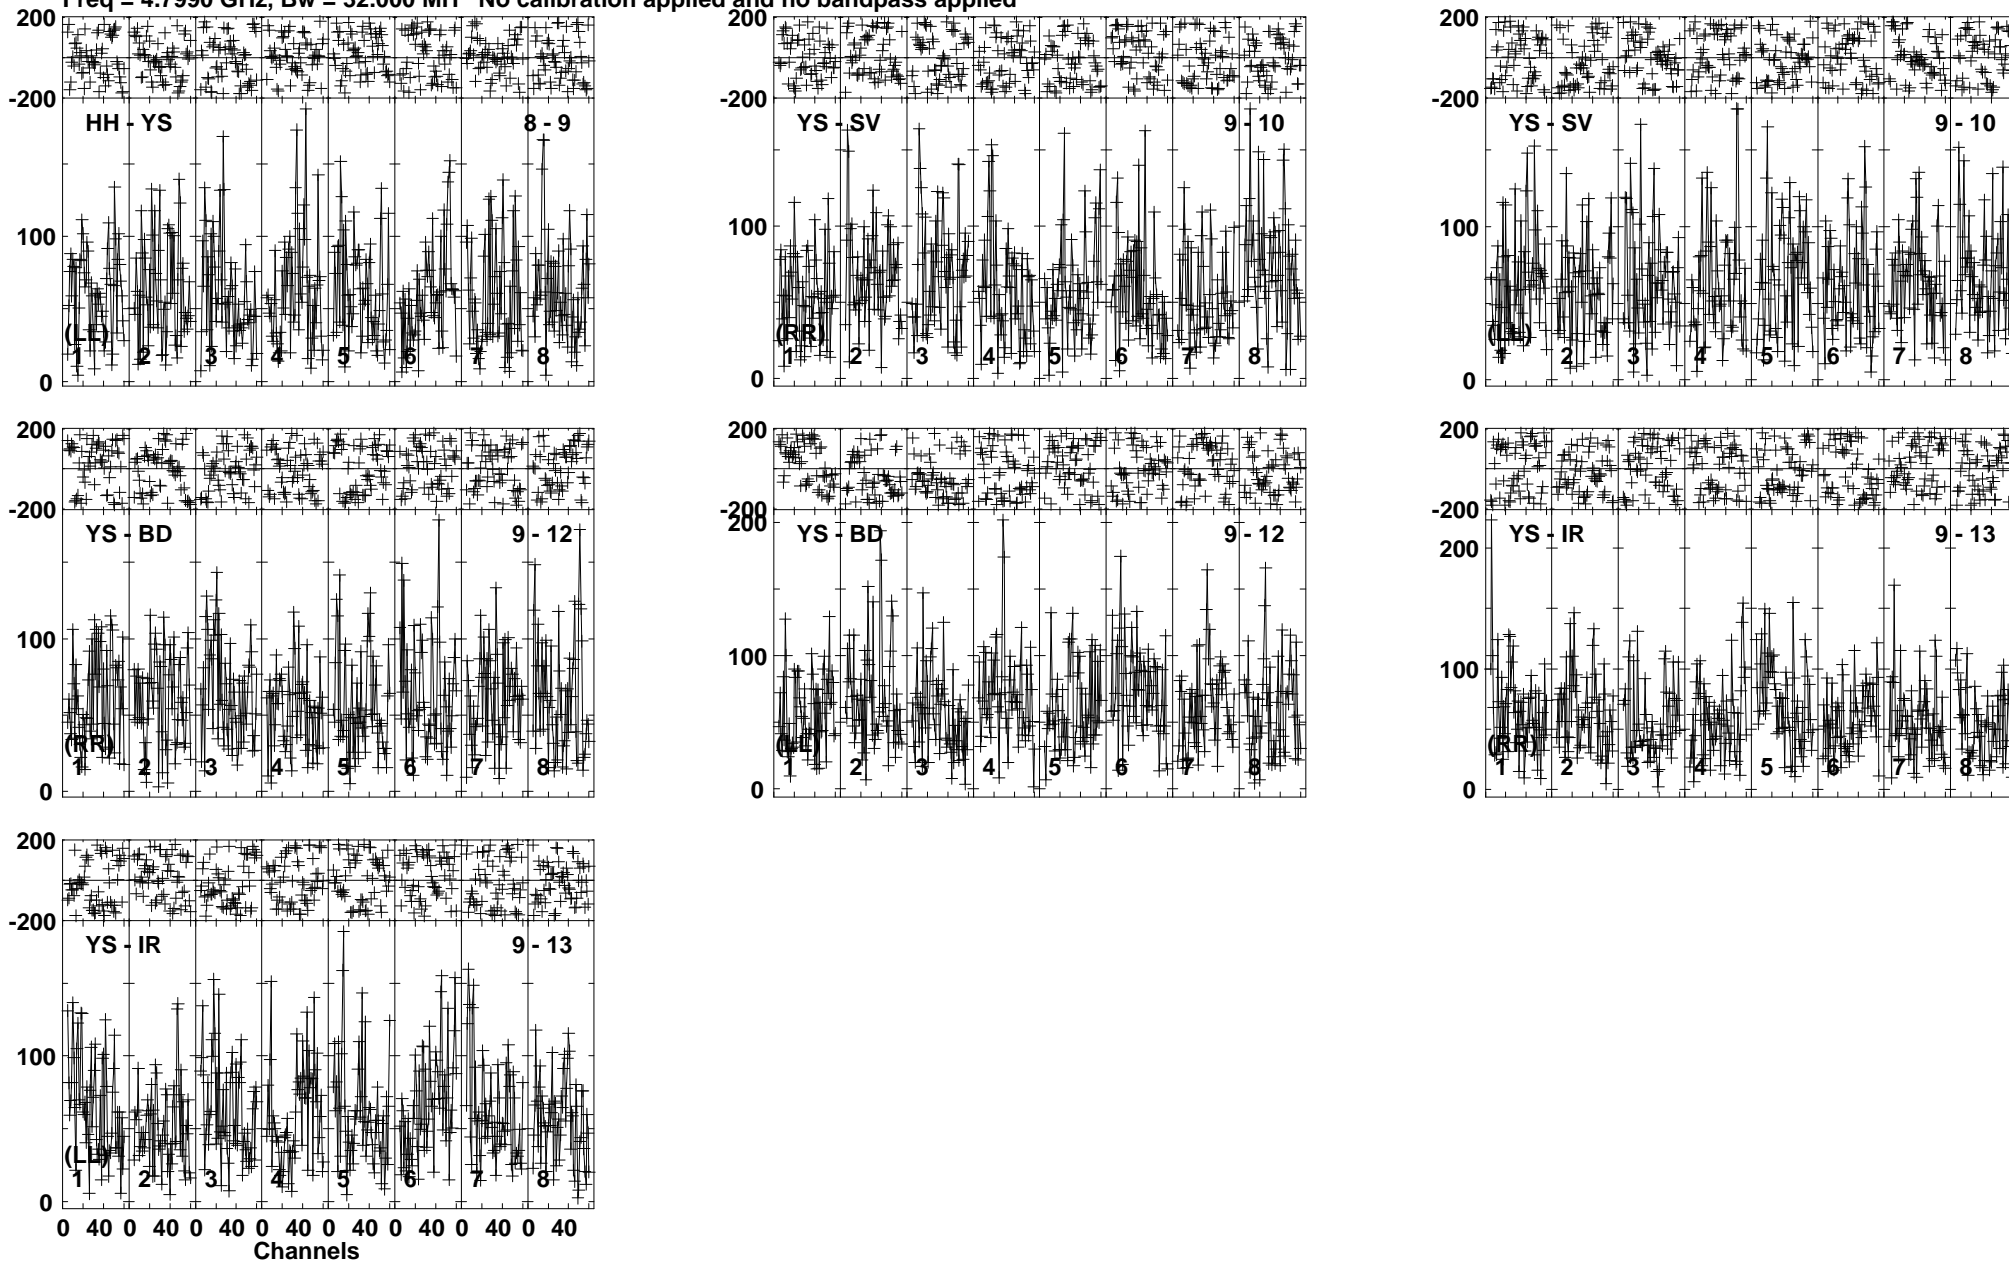 Freq = 4.7990 GHz, Bw = 32.000 MH No calibration applied and no bandpass applied
200 200 200
-200 -200 -200
HH - YS 8 - 9 YS - SV 9 - 10 YS - SV 9 - 10
100 100 100
(LL) (RR) (LL)
1 2 3 4 5 6 7 8 1 2 3 4 5 6 7 8 1 2 3 4 5 6 7 8
0 0 0
200 200 200
-200 -200 -200
200
YS - BD 9 - 12 YS - BD 9 - 12 YS - IR 9 - 13
200
100 100 100
(RR) (LL) (RR)
1 2 3 4 5 6 7 8 1 2 3 4 5 6 7 8 1 2 3 4 5 6 7 8
0 0 0
200
-200
YS - IR 9 - 13
100
(LL)
1 2 3 4 5 6 7 8
0
0 40 0 40 0 40 0 40 0 40 0 40 0 40 0 40
Channels